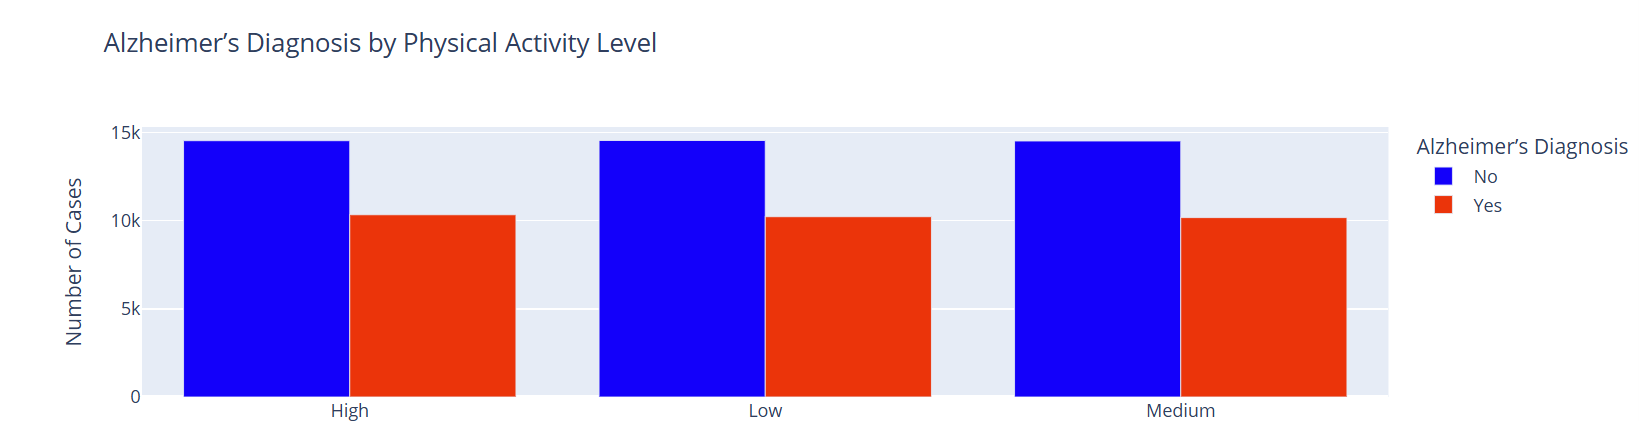 Alzheimer’s Diagnosis by Physical Activity Level
Number of Cases
15k
10k
5k
0
High
Low
Medium
Alzheimer’s Diagnosis
No
Yes